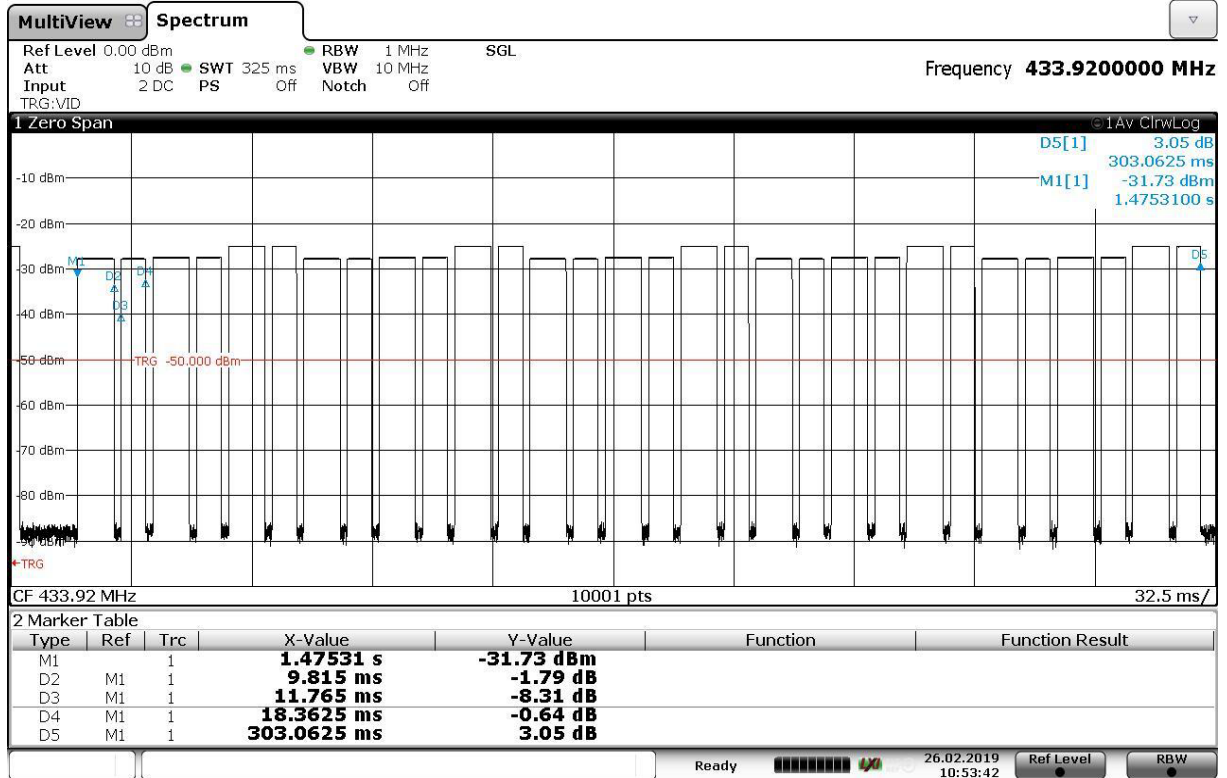 MultiView Spectrum
Ref Level 0.00 dBm RBW 1 MHz SGL
Att 10 dB SWT 325 ms VBW 10 MHz Frequency 433.9200000 MHz
Input 2 DC PS Off Notch Off
TRG:VID
1 Zero Span 1Av ClrwLog
D5[1] 3.05 dB
303.0625 ms
-10 dBm M1[1] -31.73 dBm
1.4753100 s
-20 dBm
M1 D5
-30 dBm D2 D4
D3
-40 dBm
-50 dBm TRG -50.000 dBm
-60 dBm
-70 dBm
-80 dBm
-90 dBm
TRG
CF 433.92 MHz 10001 pts 32.5 ms/
2 Marker Table
Type Ref Trc X-Value Y-Value Function Function Result
M1 1 1.47531 s -31.73 dBm
D2 M1 1 9.815 ms -1.79 dB
D3 M1 1 11.765 ms -8.31 dB
D4 M1 1 18.3625 ms -0.64 dB
D5 M1 1 303.0625 ms 3.05 dB
Ready LXI 26.02.2019 Ref Level RBW
10:53:42